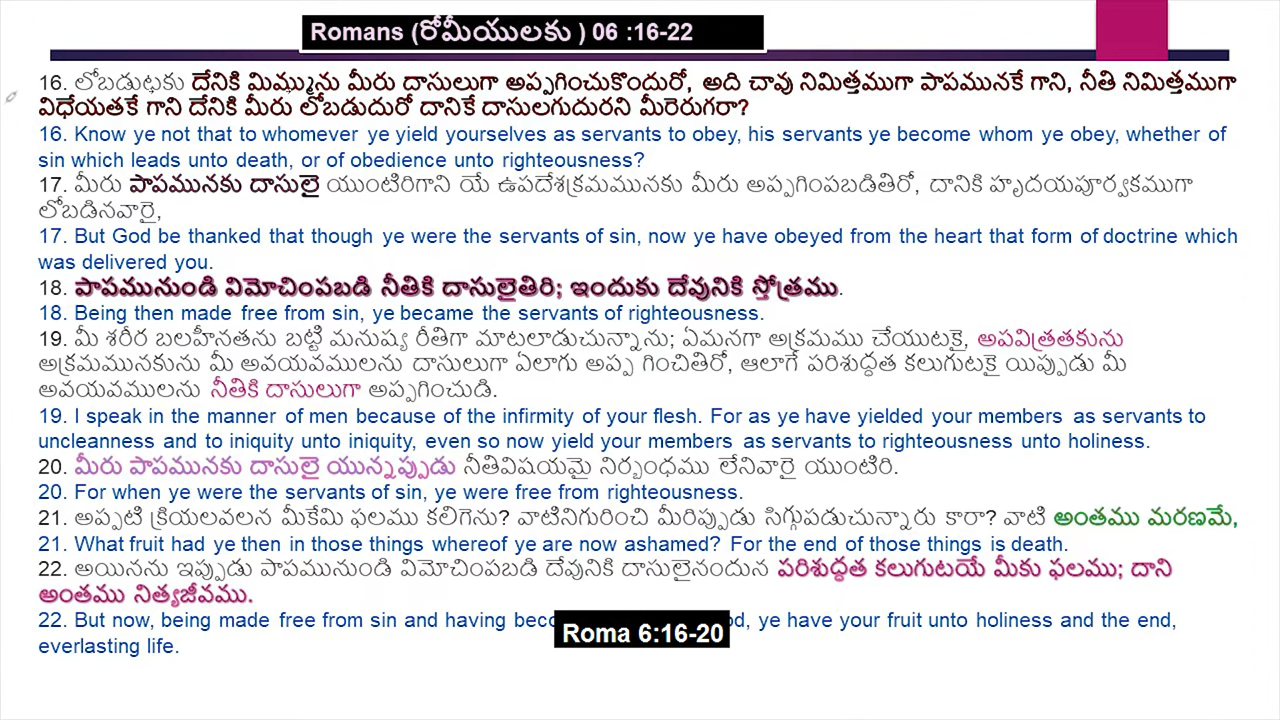 Romans (రోమీయులకు ) 06 :16-22
16. లోబడుటకు దేనికి మిమ్మును మీరు దాసులుగా అప్పగించుకొందురో, అది చావు నిమిత్తముగా పాపమునకే గాని, నీతి నిమిత్తముగా
విధేయతకే గాని దేనికి మీరు లోబడుదురో దానికే దాసులగుదురని మీరెరుగరా?
16. Know ye not that to whomever ye yield yourselves as servants to obey, his servants ye become whom ye obey, whether of
sin which leads unto death, or of obedience unto righteousness?
17. మీరు పాపమునకు దాసులై యుంటిరిగాని యే ఉపదేశక్రమమునకు మీరు అప్పగింపబడితిరో, దానికి హృదయపూర్వకముగా
లోబడినవారై,
17. But God be thanked that though ye were the servants of sin, now ye have obeyed from the heart that form of doctrine which
was delivered you.
18. పాపమునుండి విమోచింపబడి నీతికి దాసులైతిరి; ఇందుకు దేవునికి స్తోత్రము.
18. Being then made free from sin, ye became the servants of righteousness.
19. మీ శరీర బలహీనతను బట్టి మనుష్య రీతిగా మాటలాడుచున్నాను; ఏమనగా అక్రమము చేయుటకై, అపవిత్రతకును
అక్రమమునకును మీ అవయవములను దాసులుగా ఏలాగు అప్ప గించితిరో, ఆలాగే పరిశుద్ధత కలుగుటకై యిప్పుడు మీ
అవయవములను నీతికి దాసులుగా అప్పగించుడి.
19. I speak in the manner of men because of the infirmity of your flesh. For as ye have yielded your members as servants to
uncleanness and to iniquity unto iniquity, even so now yield your members as servants to righteousness unto holiness.
20. మీరు పాపమునకు దాసులై యున్నప్పుడు నీతివిషయమై నిర్బంధము లేనివారై యుంటిరి.
20. For when ye were the servants of sin, ye were free from righteousness.
21. అప్పటి క్రియలవలన మీకేమి ఫలము కలిగెను? వాటినిగురించి మీరిప్పుడు సిగ్గుపడుచున్నారు కారా? వాటి అంతము మరణమే,
21. What fruit had ye then in those things whereof ye are now ashamed? For the end of those things is death.
22. అయినను ఇప్పుడు పాపమునుండి విమోచింపబడి దేవునికి దాసులైనందున పరిశుద్ధత కలుగుటయే మీకు ఫలము; దాని
అంతము నిత్యజీవము.
22. But now, being made free from sin and having , ye have your fruit unto holiness and the end,
Roma 6:16-20
everlasting life.